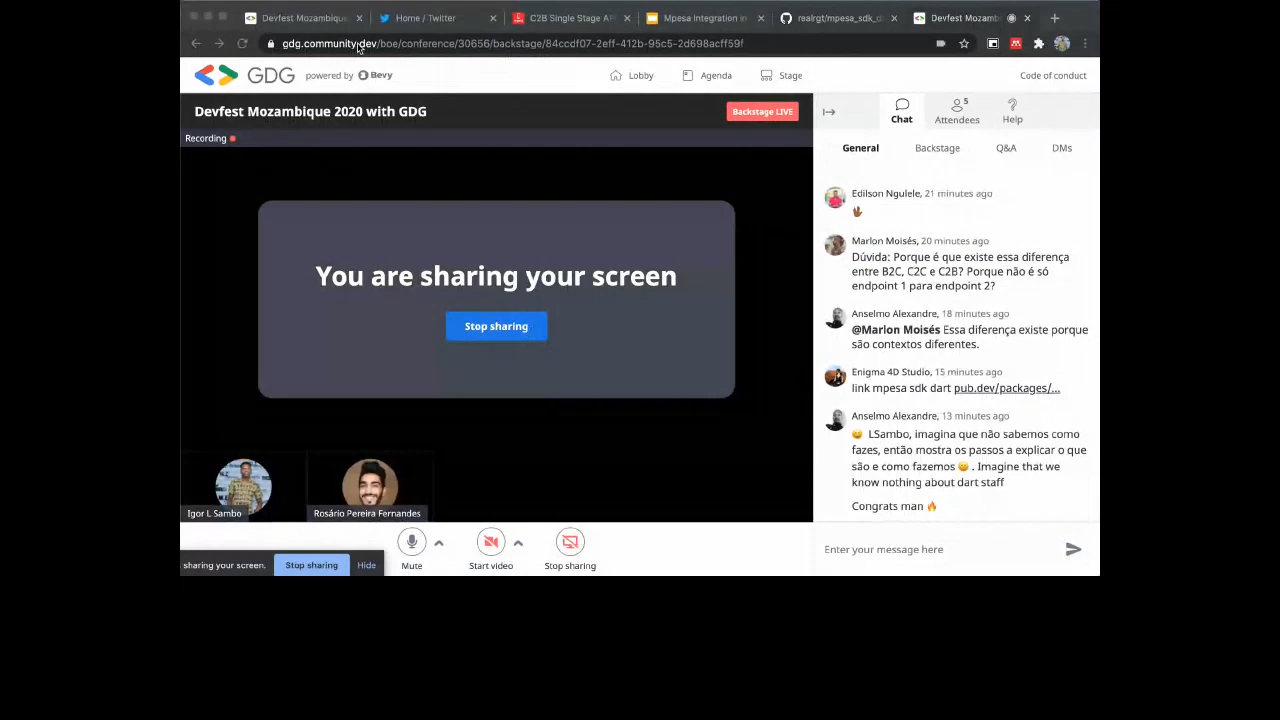 Devfest Mozambique
Home / Twitter
C2B Single Stage AP
Mpesa Integration in
realrgt/mpesa_sdk_d
Devfest Mozamb
gdg.community.dev/boe/conference/30656/backstage/84ccdf07-2eff-412b-95c5-2d698acff59f
GDG powered by Bevy
Lobby
Agenda
Stage
Code of conduct
Devfest Mozambique 2020 with GDG
Backstage LIVE
Recording
Chat
5
Attendees
Help
General
Backstage
Q&A
DMs
You are sharing your screen
Stop sharing
Edilson Ngulele, 21 minutes ago
Marlon Moisés, 20 minutes ago
Dúvida: Porque é que existe essa diferença
entre B2C, C2C e C2B? Porque não é só
endpoint 1 para endpoint 2?
Anselmo Alexandre, 18 minutes ago
@Marlon Moisés Essa diferença existe porque
são contextos diferentes.
Enigma 4D Studio, 15 minutes ago
link mpesa sdk dart pub.dev/packages/...
Anselmo Alexandre, 13 minutes ago
😄 LSambo, imagina que não sabemos como
fazes, então mostra os passos a explicar o que
são e como fazemos 😄 . Imagine that we
know nothing about dart staff
Congrats man 🔥
Igor L Sambo
Rosário Pereira Fernandes
sharing your screen.
Stop sharing
Hide
Mute
Start video
Stop sharing
Enter your message here